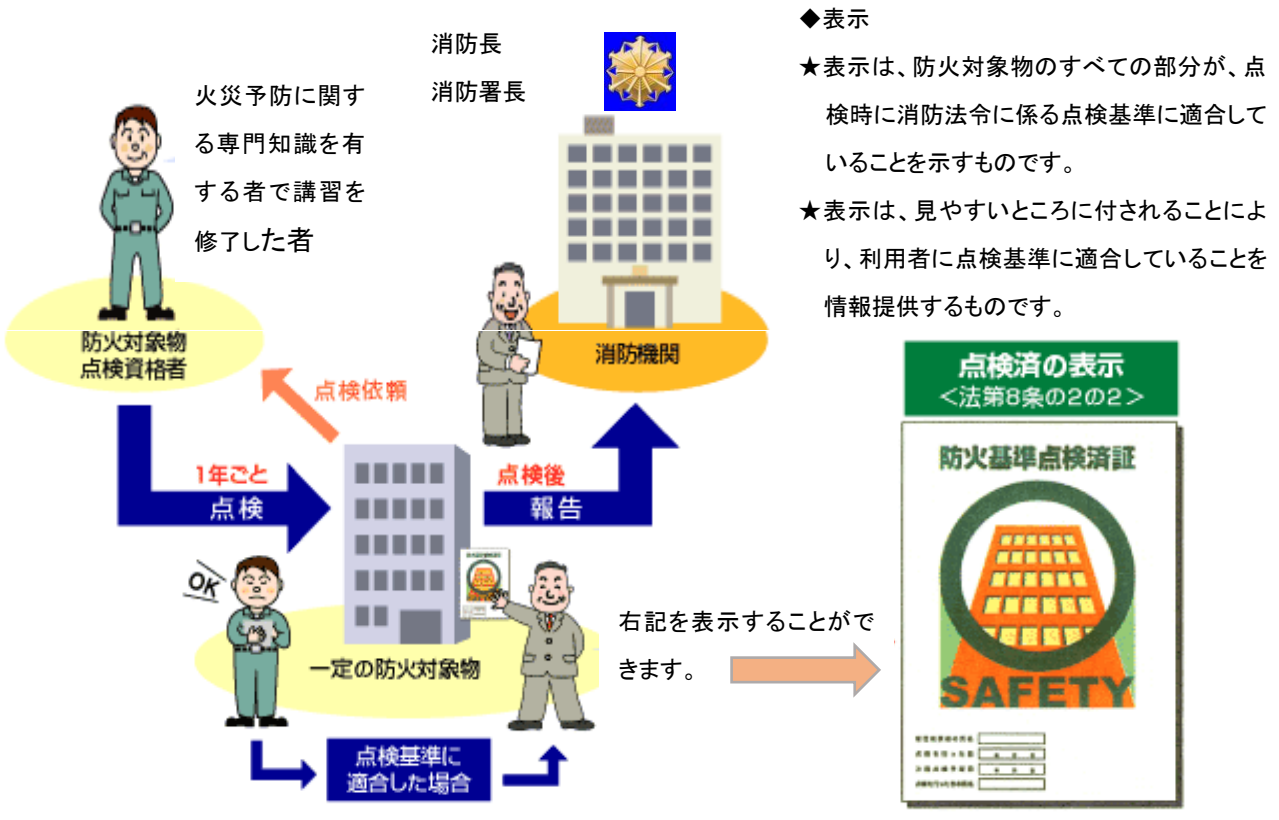 消防長
消防署長
火災予防に関す
る専門知識を有
する者で講習を
修了した者
◆表示
★表示は、防火対象物のすべての部分が、点
検時に消防法令に係る点検基準に適合して
いることを示すものです。
★表示は、見やすいところに付されることによ
り、利用者に点検基準に適合していることを
情報提供するものです。
防火対象物
点検資格者
消防機関
点検依頼
1年ごと
点検
点検後
報告
OK
一定の防火対象物
点検基準に
適合した場合
右記を表示することがで
きます。
点検済の表示
<法第8条の2の2>
防火基準点検済証
SAFETY